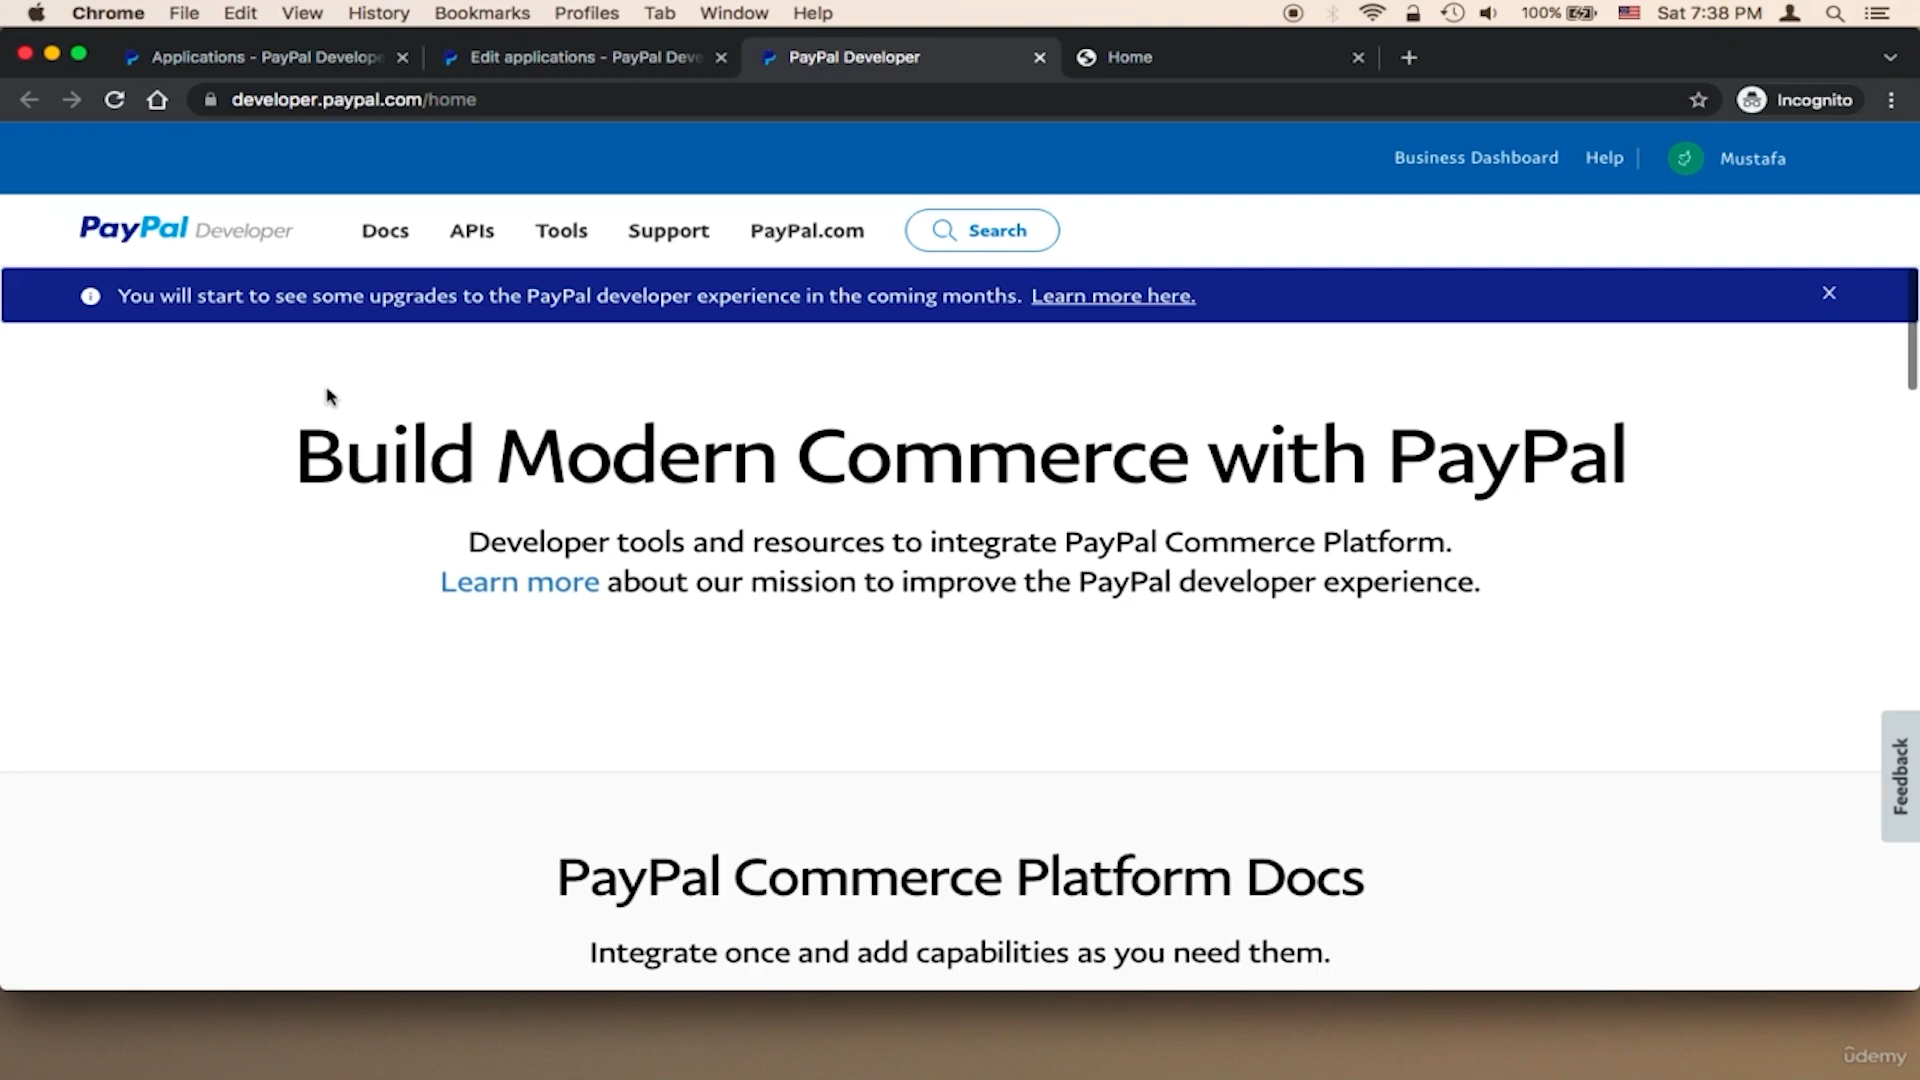 Chrome File Edit View History Bookmarks Profiles Tab Window Help 100% Sat 7:38 PM
Applications - PayPal Develope Edit applications - PayPal Deve PayPal Developer Home
developer.paypal.com/home Incognito
Business Dashboard Help Mustafa
PayPal Developer Docs APIs Tools Support PayPal.com Search
You will start to see some upgrades to the PayPal developer experience in the coming months. Learn more here.
Build Modern Commerce with PayPal
Developer tools and resources to integrate PayPal Commerce Platform.
Learn more about our mission to improve the PayPal developer experience.
Feedback
PayPal Commerce Platform Docs
Integrate once and add capabilities as you need them.
ûdemy